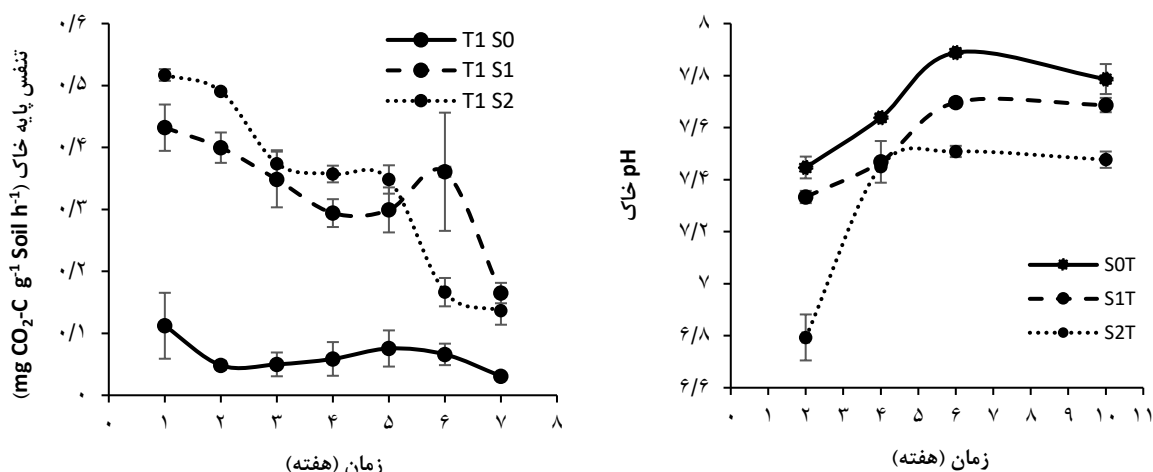 تنفس پایه خاک (mg CO₂-C g⁻¹ Soil h⁻¹)
۰/۶
۰/۵
۰/۴
۰/۳
۰/۲
۰/۱
۰
T1 S0
T1 S1
T1 S2
۰ ۱ ۲ ۳ ۴ ۵ ۶ ۷ ۸
زمان (هفته)
pH خاک
۸
۷/۸
۷/۶
۷/۴
۷/۲
۷
۶/۸
۶/۶
S0T
S1T
S2T
۰ ۱ ۲ ۳ ۴ ۵ ۶ ۷ ۸ ۹ ۱۰ ۱۱
زمان (هفته)